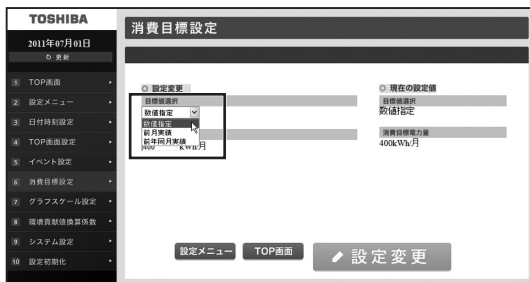 TOSHIBA
2011年07月01日
更新
1 TOP画面
2 設定メニュー
3 日付時刻設定
4 TOP画面設定
5 イベント設定
6 消費目標設定
7 グラフスケール設定
8 環境貢献値換算係数
9 システム設定
10 設定初期化
消費目標設定
設定変更
目標値選択
数値指定
数値指定
前月実績
前年同月実績
400 kWh/月
現在の設定値
目標値選択
数値指定
消費目標電力量
400kWh/月
設定メニュー
TOP画面
設定変更